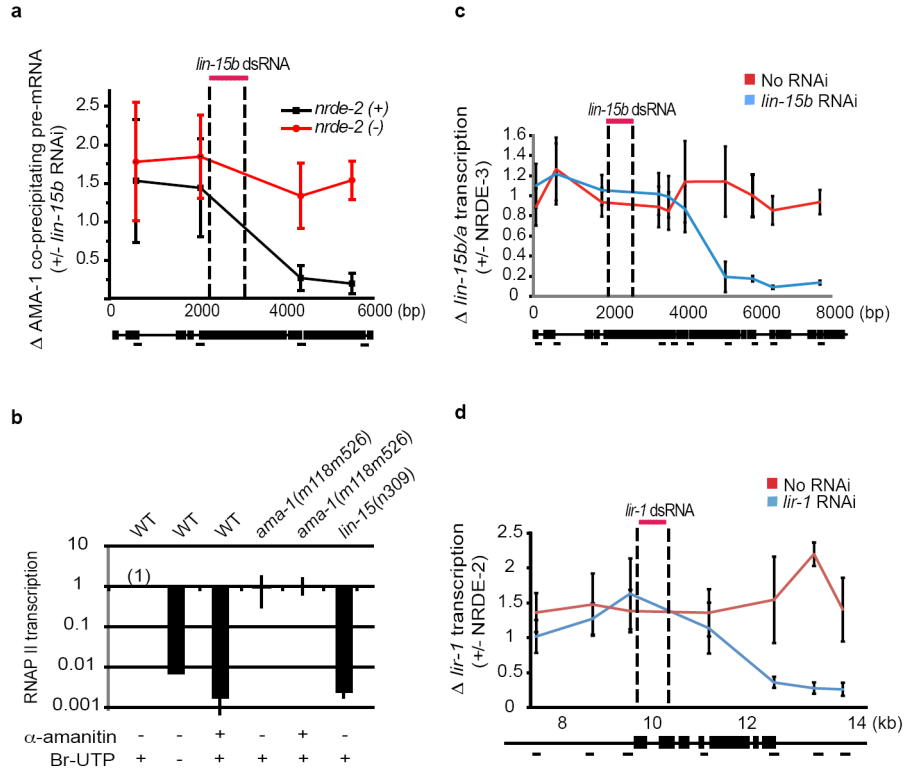 a
Δ AMA-1 co-precipitating pre-mRNA
(+/- lin-15b RNAi)
lin-15b dsRNA
nrde-2 (+)
nrde-2 (-)
2.5
2.0
1.5
1.0
0.5
0 2000 4000 6000 (bp)
c
No RNAi
lin-15b RNAi
lin-15b dsRNA
Δ lin-15b/a transcription
(+/- NRDE-3)
1.6
1.4
1.2
1.0
0.8
0.6
0.4
0.2
0
0 2000 4000 6000 8000 (bp)
b
WT
WT
WT
ama-1(m118m526)
ama-1(m118m526)
lin-15(n309)
RNAP II transcription
10
1
0.1
0.01
0.001
(1)
α-amanitin - - + - + -
Br-UTP + - + + + +
d
No RNAi
lir-1 RNAi
lir-1 dsRNA
Δ lir-1 transcription
(+/- NRDE-2)
2.5
2
1.5
1
0.5
0
8 10 12 14 (kb)